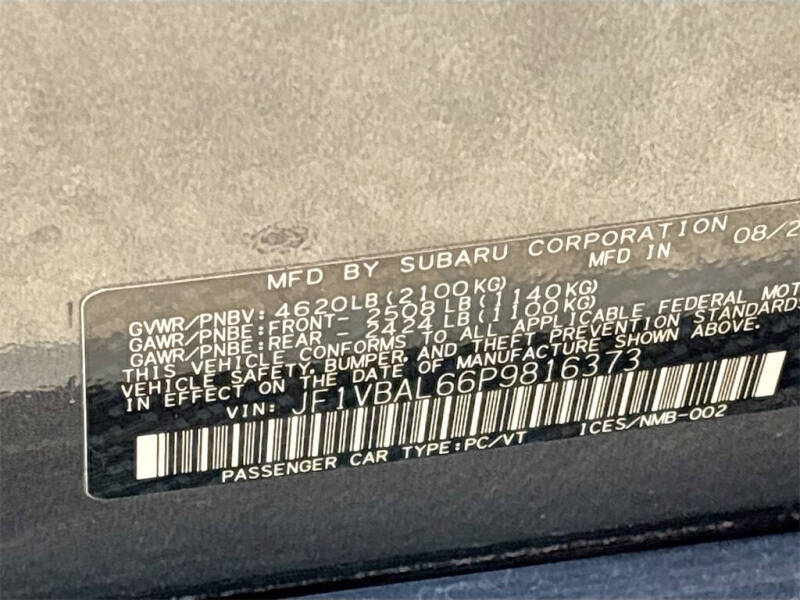 MFD BY SUBARU CORPORATION
MFD IN 08/2
GVWR/PNBV: 4620LB(2100KG)
GAWR/PNBE:FRONT- 2508 LB(1140KG)
GAWR/PNBE:REAR - 2424 LB(1100KG)
THIS VEHICLE CONFORMS TO ALL APPLICABLE FEDERAL MOT
VEHICLE SAFETY,BUMPER,AND THEFT PREVENTION STANDARDS
IN EFFECT ON THE DATE OF MANUFACTURE SHOWN ABOVE.
VIN: JF1VBAL66P9816373
PASSENGER CAR TYPE:PC/VT ICES/NMB-002